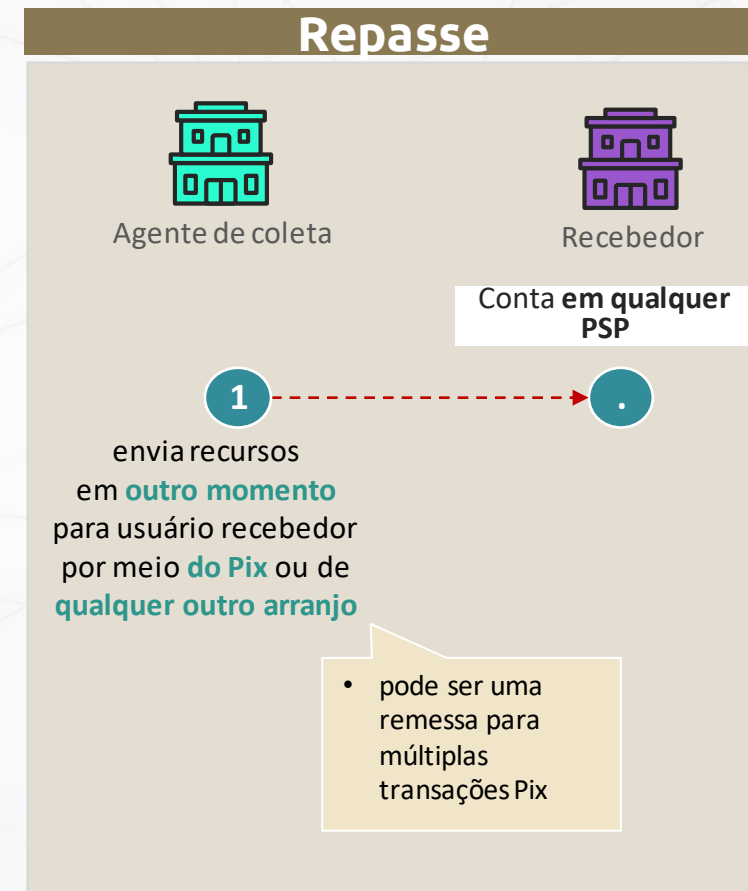 Repasse
Agente de coleta
Recebedor
Conta em qualquer
PSP
1
.
envia recursos
em outro momento
para usuário recebedor
por meio do Pix ou de
qualquer outro arranjo
• pode ser uma
remessa para
múltiplas
transações Pix